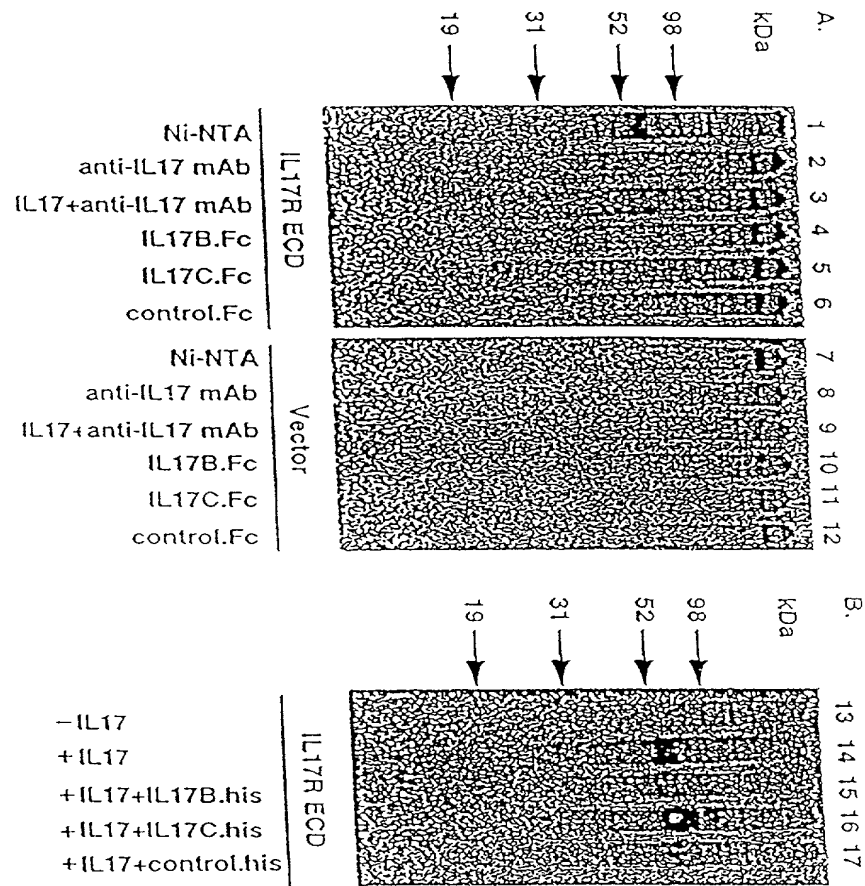 A.
kDa
98
52
31
19
1 2 3 4 5 6
7 8 9 10 11 12
Ni-NTA
anti-IL17 mAb
IL17+anti-IL17 mAb
IL17B.Fc
IL17C.Fc
control.Fc
IL17R ECD
Ni-NTA
anti-IL17 mAb
IL17+anti-IL17 mAb
IL17B.Fc
IL17C.Fc
control.Fc
Vector
B.
kDa
98
52
31
19
13 14 15 16 17
−IL17
+IL17
+IL17+IL17B.his
+IL17+IL17C.his
+IL17+control.his
IL17R ECD